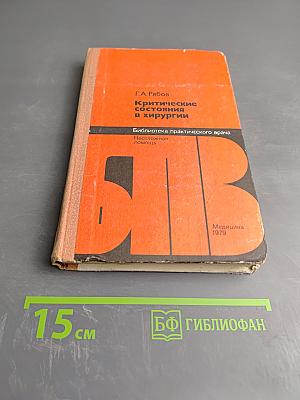 Г.А.Рябов
Критические
состояния
в хирургии
Библиотека практического врача
Неотложная
помощь
БПВ
Медицина
1979
15 см
БФ ГИБЛИОФАН